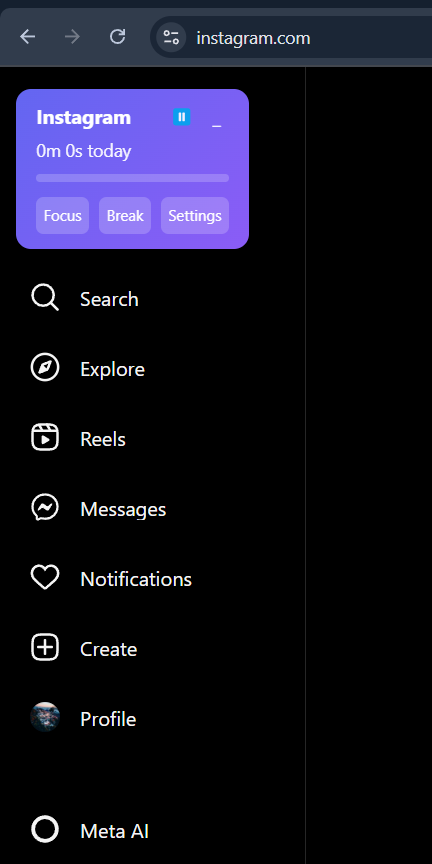 instagram.com
Instagram
0m 0s today
Focus Break Settings
Search
Explore
Reels
Messages
Notifications
Create
Profile
Meta AI